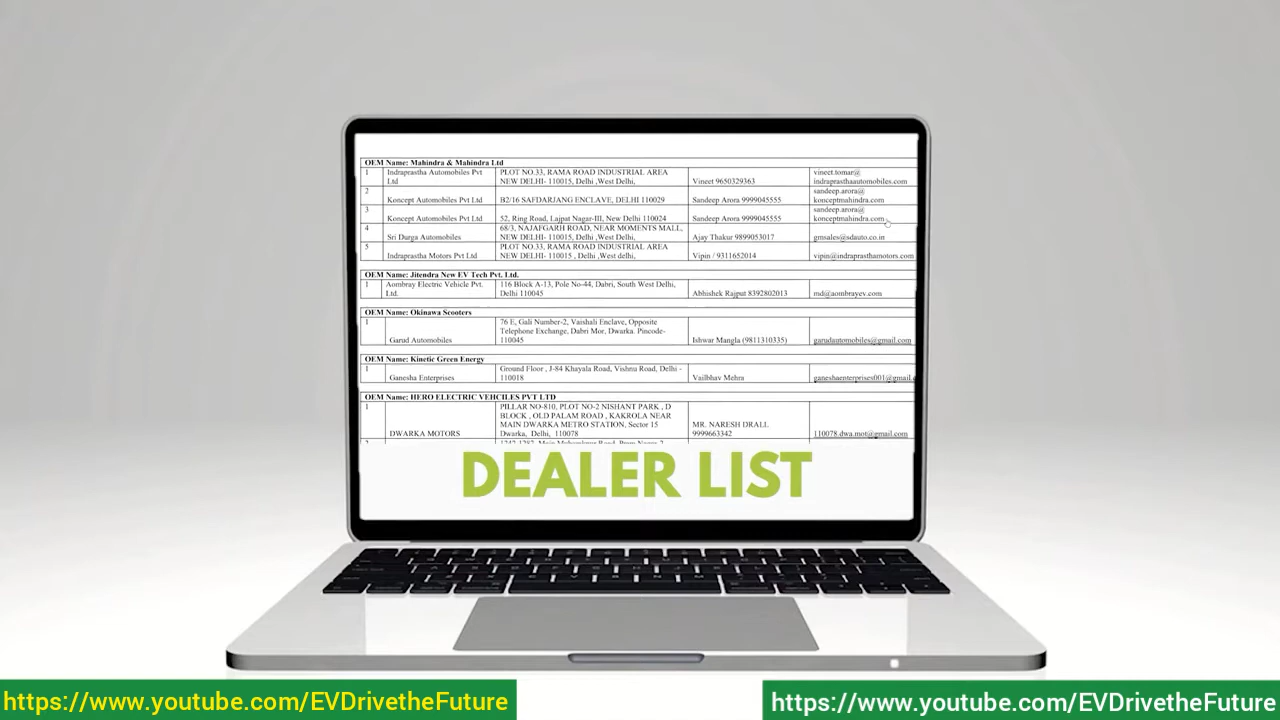 OEM Name: Mahindra & Mahindra Ltd
1 Indraprastha Automobiles Pvt Ltd PLOT NO.33, RAMA ROAD INDUSTRIAL AREA NEW DELHI- 110015, Delhi ,West Delhi, Vineet 9650329363 vineet.tomar@ indraprasthaautomobiles.com
2 Koncept Automobiles Pvt Ltd B2/16 SAFDARJANG ENCLAVE, DELHI 110029 Sandeep Arora 9999045555 sandeep.arora@ konceptmahindra.com
3 Koncept Automobiles Pvt Ltd 52, Ring Road, Lajpat Nagar-III, New Delhi 110024 Sandeep Arora 9999045555 sandeep.arora@ konceptmahindra.com
4 Sri Durga Automobiles 68/3, NAJAFGARH ROAD, NEAR MOMENTS MALL, NEW DELHI- 110015, Delhi ,West Delhi, Ajay Thakur 9899053017 gmsales@sdauto.co.in
5 Indraprastha Motors Pvt Ltd PLOT NO.33, RAMA ROAD INDUSTRIAL AREA NEW DELHI- 110015 , Delhi ,West delhi, Vipin / 9311652014 vipin@indraprasthamotors.com
OEM Name: Jitendra New EV Tech Pvt. Ltd.
1 Aombray Electric Vehicle Pvt. Ltd. 116 Block A-13, Pole No-44, Dabri, South West Delhi, Delhi 110045 Abhishek Rajput 8392802013 md@aombrayev.com
OEM Name: Okinawa Scooters
1 Garud Automobiles 76 E, Gali Number-2, Vaishali Enclave, Opposite Telephone Exchange, Dabri Mor, Dwarka. Pincode- 110045 Ishwar Mangla (9811310335) garudautomobiles@gmail.com
OEM Name: Kinetic Green Energy
1 Ganesha Enterprises Ground Floor , J-84 Khayala Road, Vishnu Road, Delhi - 110018 Vailbhav Mehra ganeshaenterprises001@gmail.
OEM Name: HERO ELECTRIC VEHCILES PVT LTD
1 DWARKA MOTORS PILLAR NO-810, PLOT NO-2 NISHANT PARK , D BLOCK , OLD PALAM ROAD , KAKROLA NEAR MAIN DWARKA METRO STATION, Sector 15 Dwarka, Delhi, 110078 MR. NARESH DRALL 9999663342 110078.dwa.mot@gmail.com
DEALER LIST
https://www.youtube.com/EVDrivetheFuture
https://www.youtube.com/EVDrivetheFuture